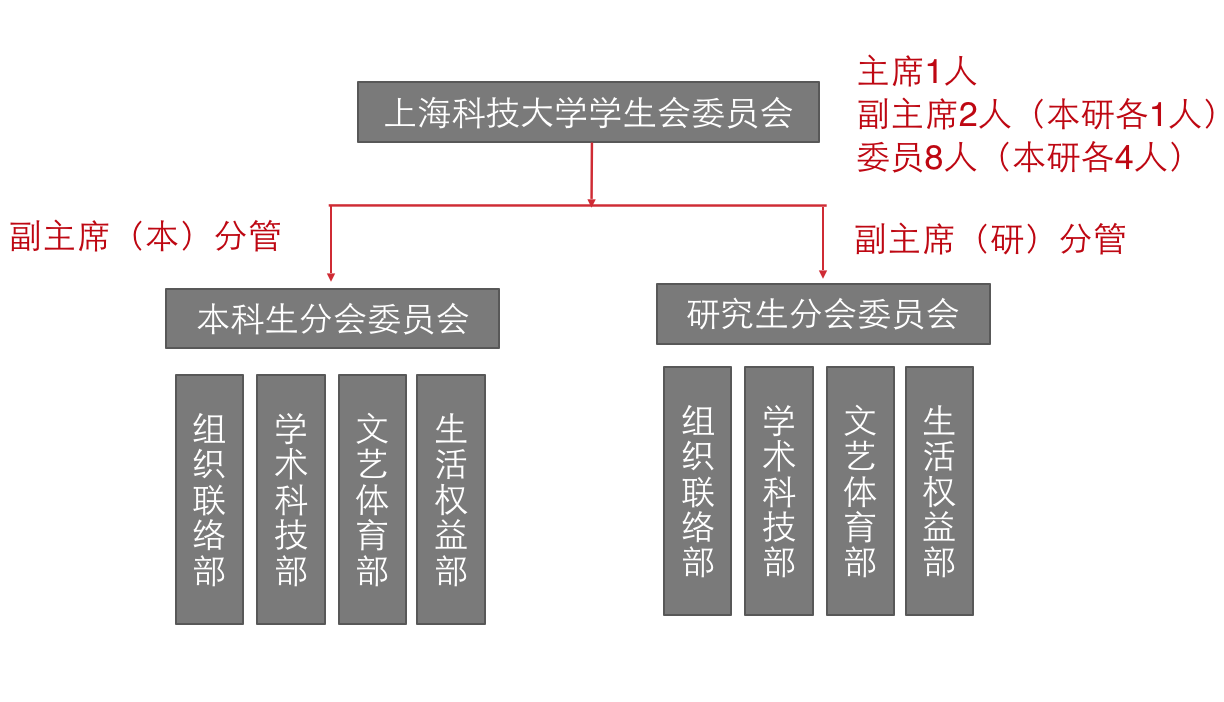 上海科技大学学生会委员会
主席1人
副主席2人（本研各1人）
委员8人（本研各4人）
副主席（本）分管
副主席（研）分管
本科生分会委员会
研究生分会委员会
组织联络部
学术科技部
文艺体育部
生活权益部
组织联络部
学术科技部
文艺体育部
生活权益部